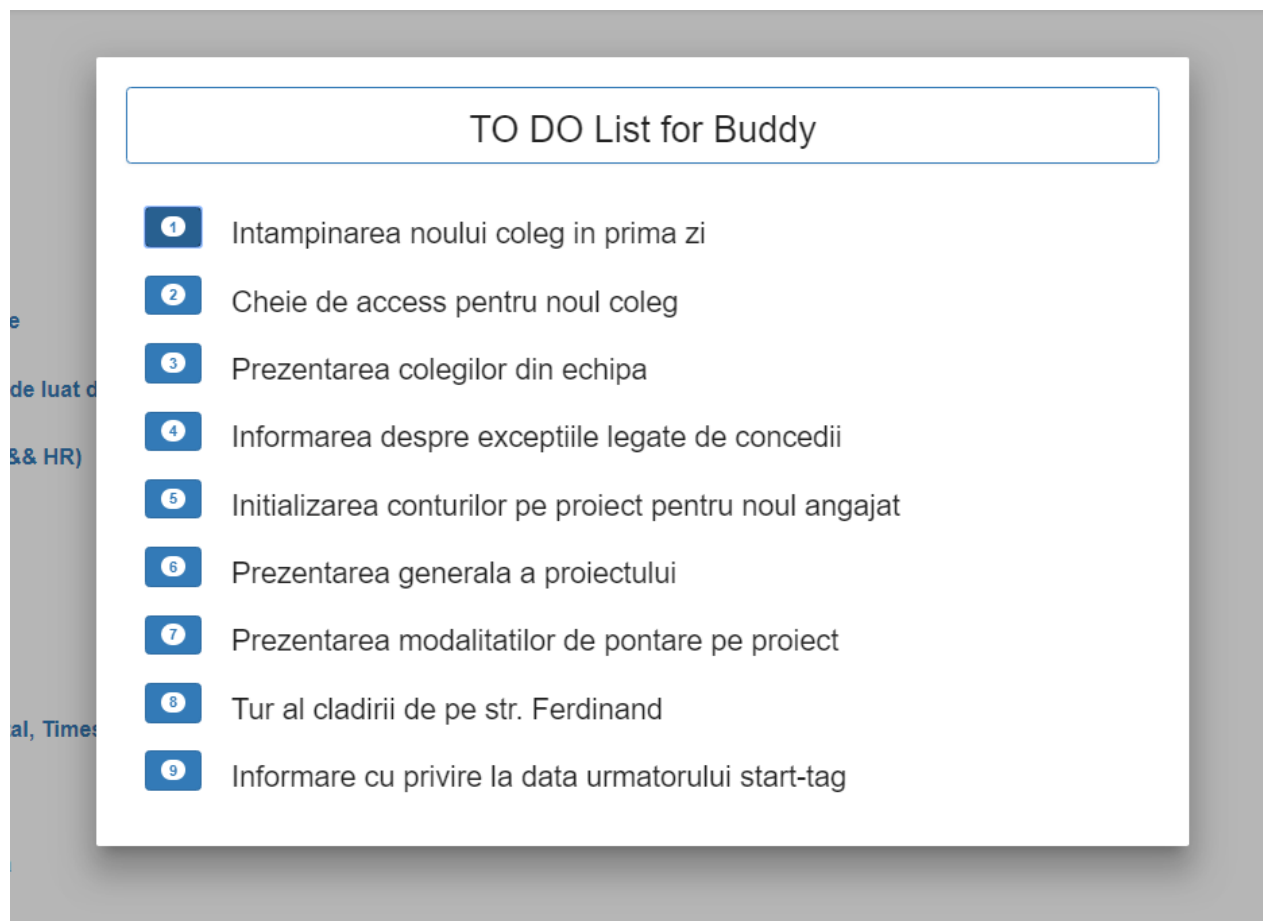 TO DO List for Buddy
1 Intampinarea noului coleg in prima zi
2 Cheie de access pentru noul coleg
e
3 Prezentarea colegilor din echipa
de luat d
4 Informarea despre exceptiile legate de concedii
&& HR)
5 Initializarea conturilor pe proiect pentru noul angajat
6 Prezentarea generala a proiectului
7 Prezentarea modalitatilor de pontare pe proiect
8 Tur al cladirii de pe str. Ferdinand
al, Times
9 Informare cu privire la data urmatorului start-tag